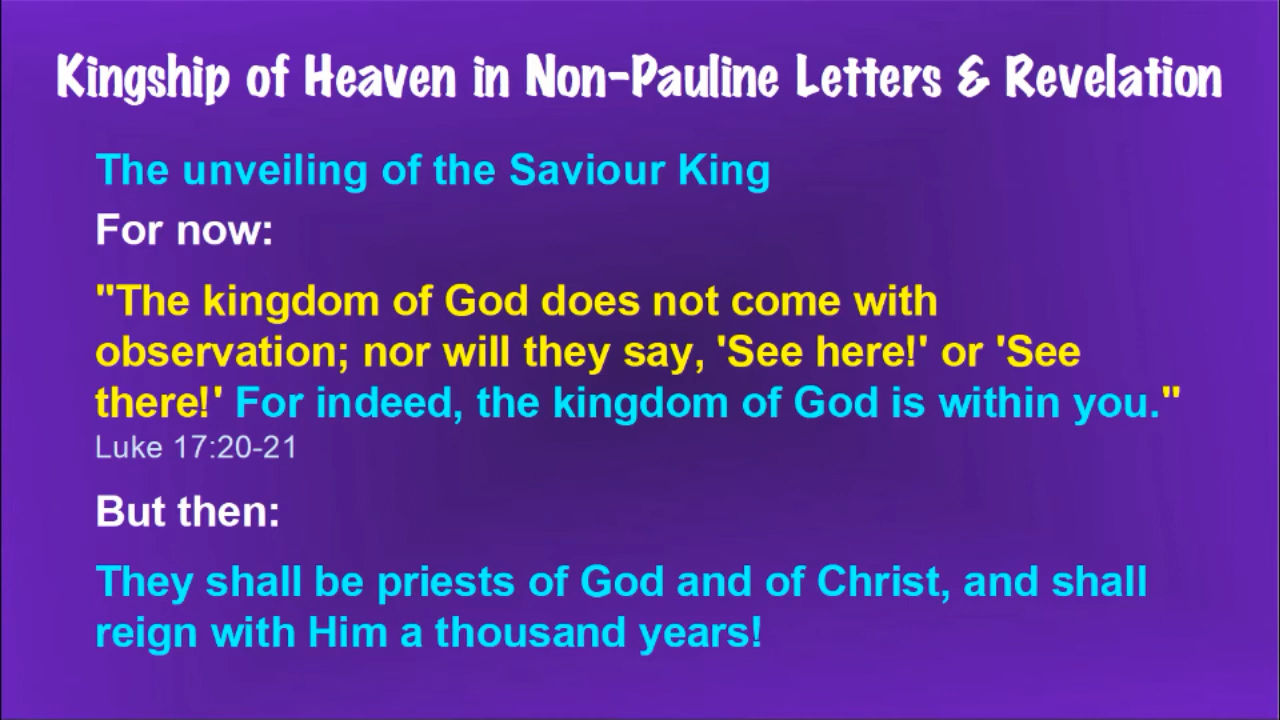 Kingship of Heaven in Non-Pauline Letters & Revelation
The unveiling of the Saviour King
For now:
"The kingdom of God does not come with
observation; nor will they say, 'See here!' or 'See
there!' For indeed, the kingdom of God is within you."
Luke 17:20-21
But then:
They shall be priests of God and of Christ, and shall
reign with Him a thousand years!